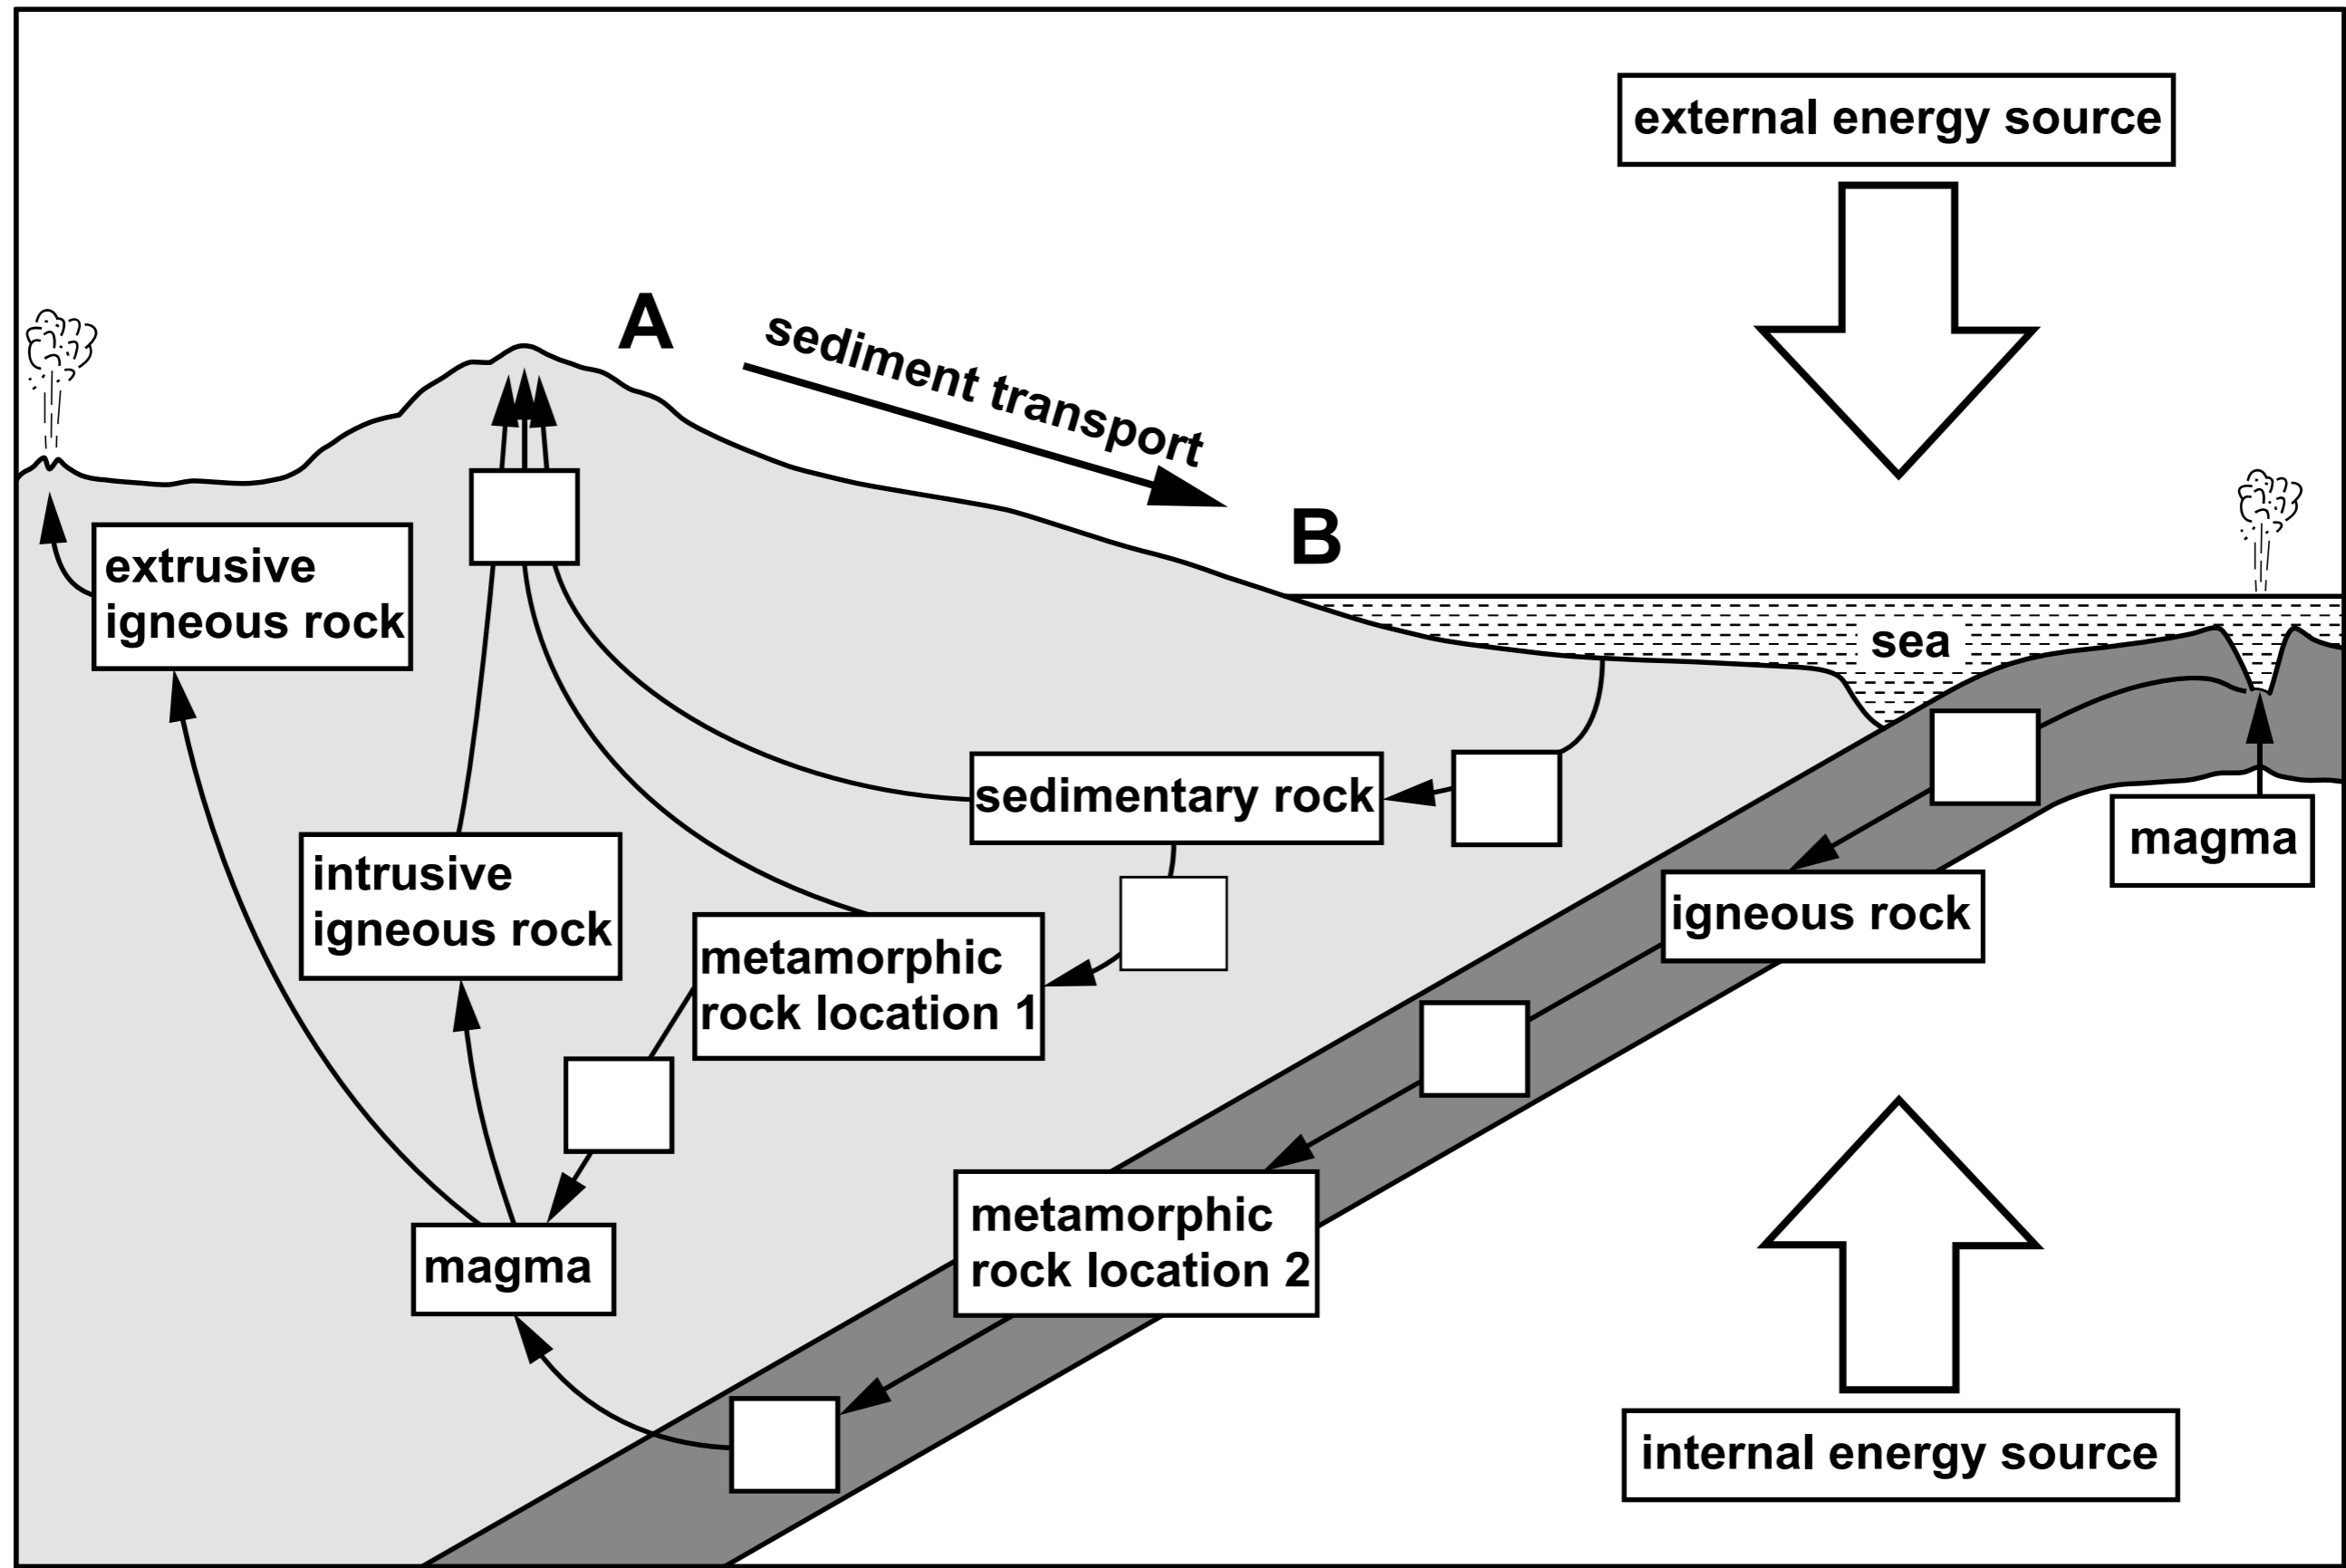 external energy source
A
sediment transport
B
extrusive
igneous rock
sea
sedimentary rock
magma
intrusive
igneous rock
igneous rock
metamorphic
rock location 1
metamorphic
rock location 2
magma
internal energy source